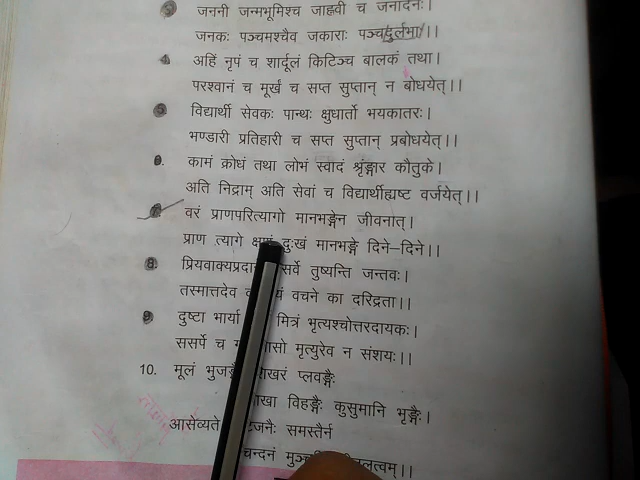 जननी जन्मभूमिश्च जाह्नवी च जनार्दनः।
जनकः पञ्चमश्चैव जकाराः पञ्चदुर्लभाः।।
अहिं नृपं च शार्दूलं किटिञ्च बालकं तथा।
परश्वानं च मूर्खं च सप्त सुप्तान् न बोधयेत्।।
विद्यार्थी सेवकः पान्थः क्षुधार्तो भयकातरः।
भण्डारी प्रतिहारी च सप्त सुप्तान् प्रबोधयेत्।।
कामं क्रोधं तथा लोभं स्वादं श्रृंङ्गार कौतुके।
अति निद्राम् अति सेवां च विद्यार्थीह्यष्ट वर्जयेत्।।
वरं प्राणपरित्यागो मानभङ्गेन जीवनात्।
प्राण त्यागे क्षणं दुःखं मानभङ्गे दिने–दिने।।
8. प्रियवाक्यप्रदा सर्वे तुष्यन्ति जन्तवः।
तस्मात्तदेव वचने का दरिद्रता।।
9. दुष्टा भार्या मित्रं भृत्यश्चोत्तरदायकः।
ससर्पे च वासो मृत्युरेव न संशयः।।
10. मूलं शिखरं प्लवङ्गैः
विहङ्गैः कुसुमानि भृङ्गैः।
आसेव्यते समस्तैर्न
चन्दनं